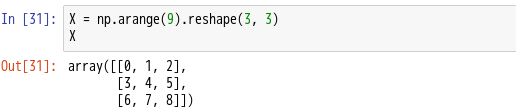 In [31]: X = np.arange(9).reshape(3, 3)
X
Out[31]: array([[0, 1, 2],
[3, 4, 5],
[6, 7, 8]])